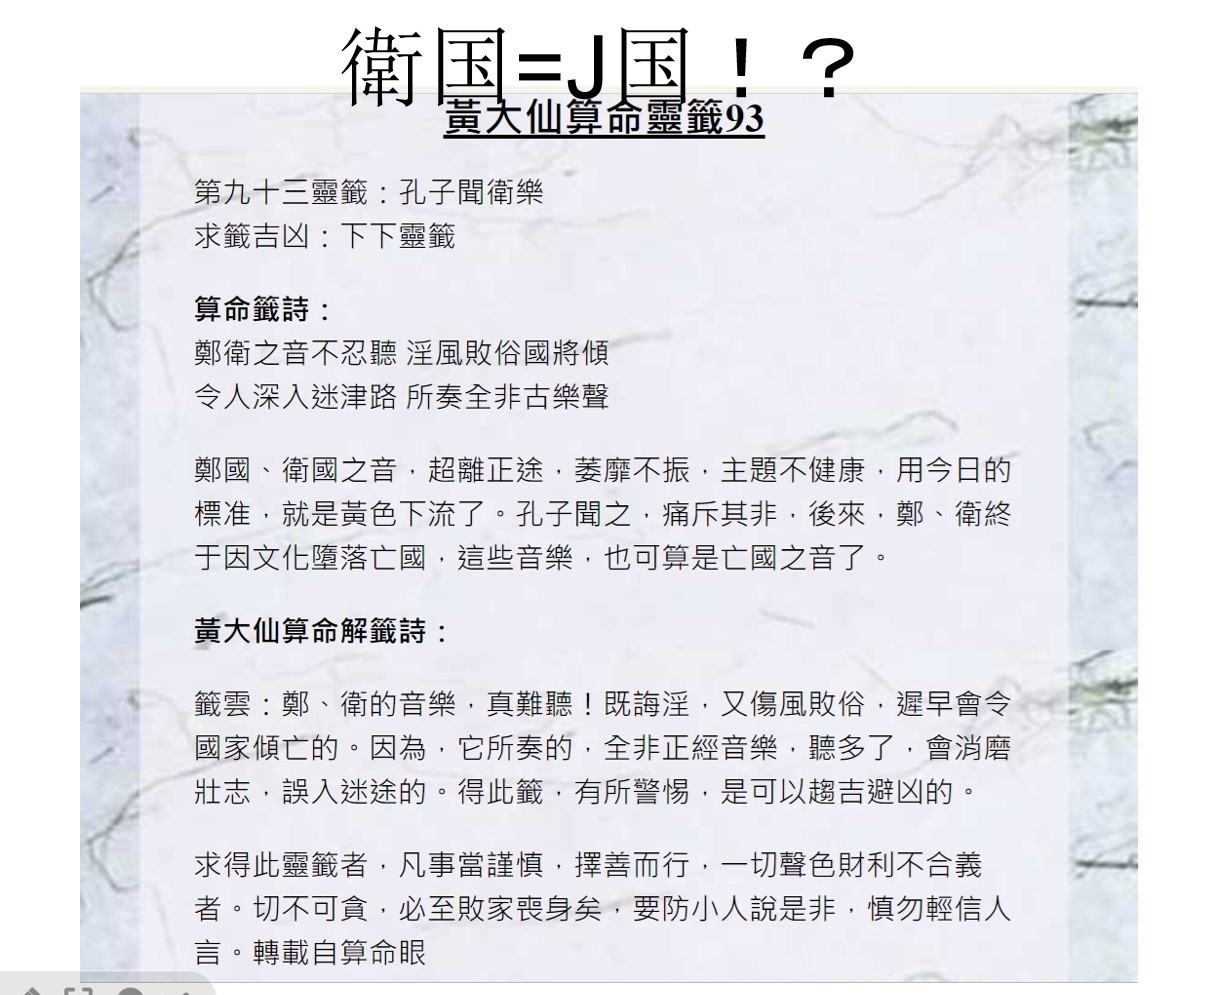 衛国=J国！？
黃大仙算命靈籤93
第九十三靈籤：孔子聞衛樂
求籤吉凶：下下靈籤
算命籤詩：
鄭衛之音不忍聽 淫風敗俗國將傾
令人深入迷津路 所奏全非古樂聲
鄭國、衛國之音，超離正途，萎靡不振，主題不健康，用今日的
標准，就是黃色下流了。孔子聞之，痛斥其非，後來，鄭、衛終
于因文化墮落亡國，這些音樂，也可算是亡國之音了。
黃大仙算命解籤詩：
籤雲：鄭、衛的音樂，真難聽！既誨淫，又傷風敗俗，遲早會令
國家傾亡的。因為，它所奏的，全非正經音樂，聽多了，會消磨
壯志，誤入迷途的。得此籤，有所警惕，是可以趨吉避凶的。
求得此靈籤者，凡事當謹慎，擇善而行，一切聲色財利不合義
者。切不可貪，必至敗家喪身矣，要防小人說是非，慎勿輕信人
言。轉載自算命眼